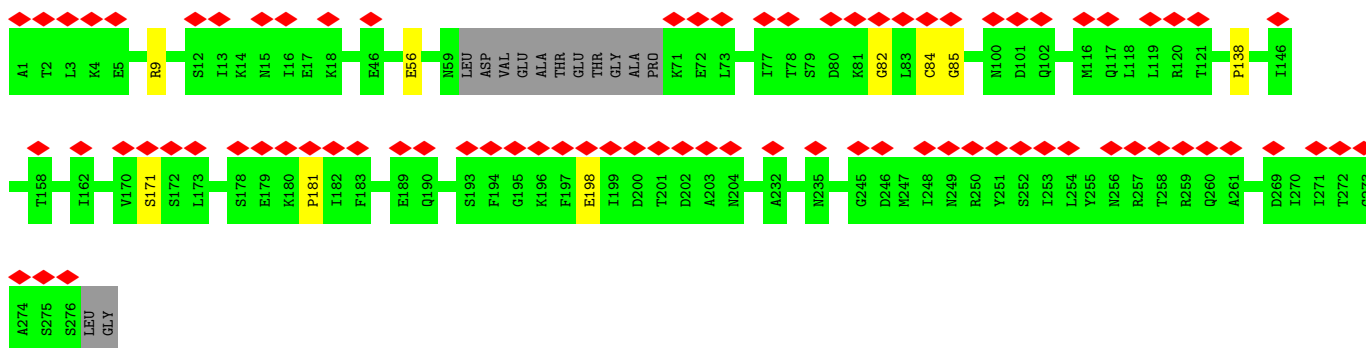 A1 T2 L3 K4 E5 R9 S12 I13 K14 N15 I16 E17 K18 E46 E56 N59 LEU ASP VAL GLU ALA THR GLU THR GLY ALA PRO K71 E72 L73 I77 T78 S79 D80 K81 G82 L83 C84 G85 N100 D101 Q102 M116 Q117 L118 L119 R120 T121 P138 I146
T158 I162 V170 S171 S172 L173 S178 E179 K180 P181 I182 F183 E189 Q190 S193 F194 G195 K196 F197 E198 I199 D200 T201 D202 A203 N204 A232 N235 G245 D246 M247 I248 N249 R250 Y251 S252 I253 L254 Y255 N256 R257 T258 R259 Q260 A261 D269 I270 I271 T272
A274 S275 S276 LEU GLY